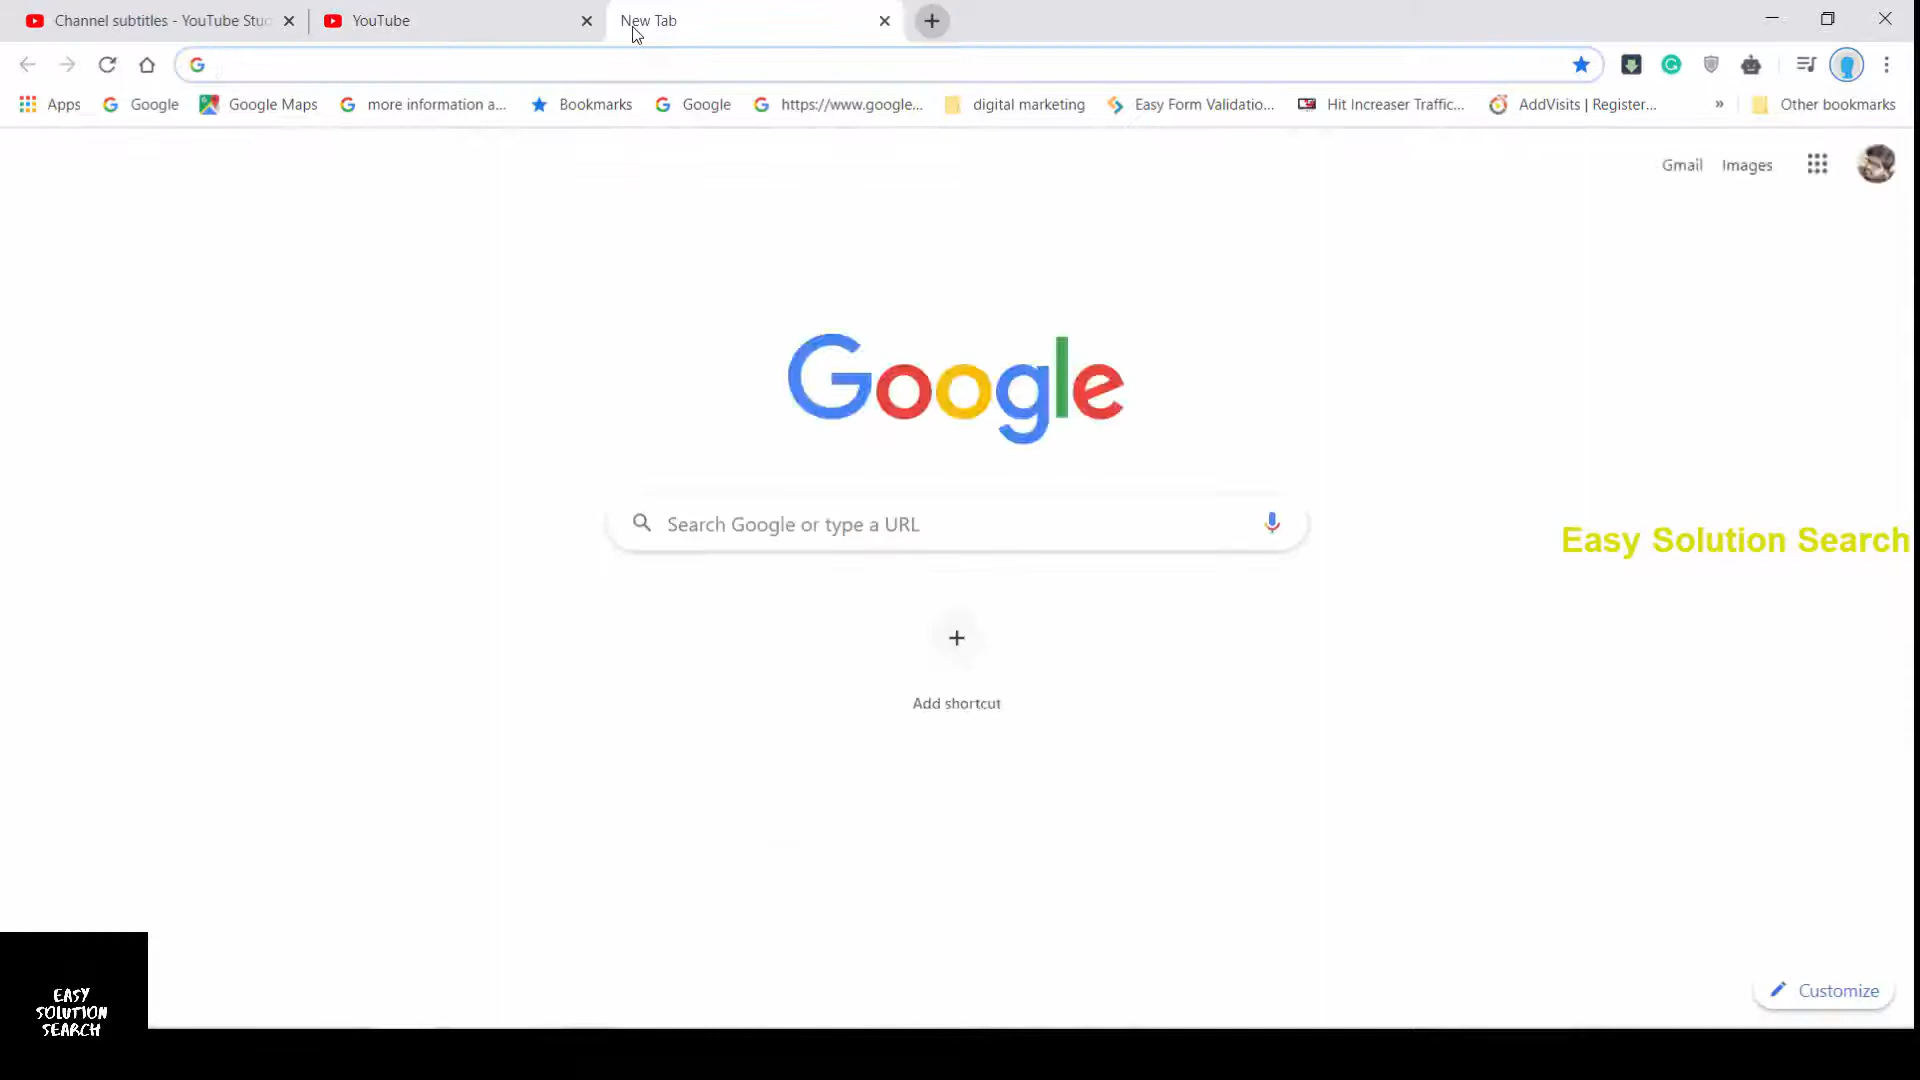 Channel subtitles - YouTube Stu
YouTube
New Tab
Apps
Google
Google Maps
more information a...
Bookmarks
Google
https://www.google...
digital marketing
Easy Form Validatio...
Hit Increaser Traffic...
AddVisits | Register...
»
Other bookmarks
Gmail
Images
Google
Search Google or type a URL
Easy Solution Search
Add shortcut
Customize
EASY
SOLUTION
SEARCH